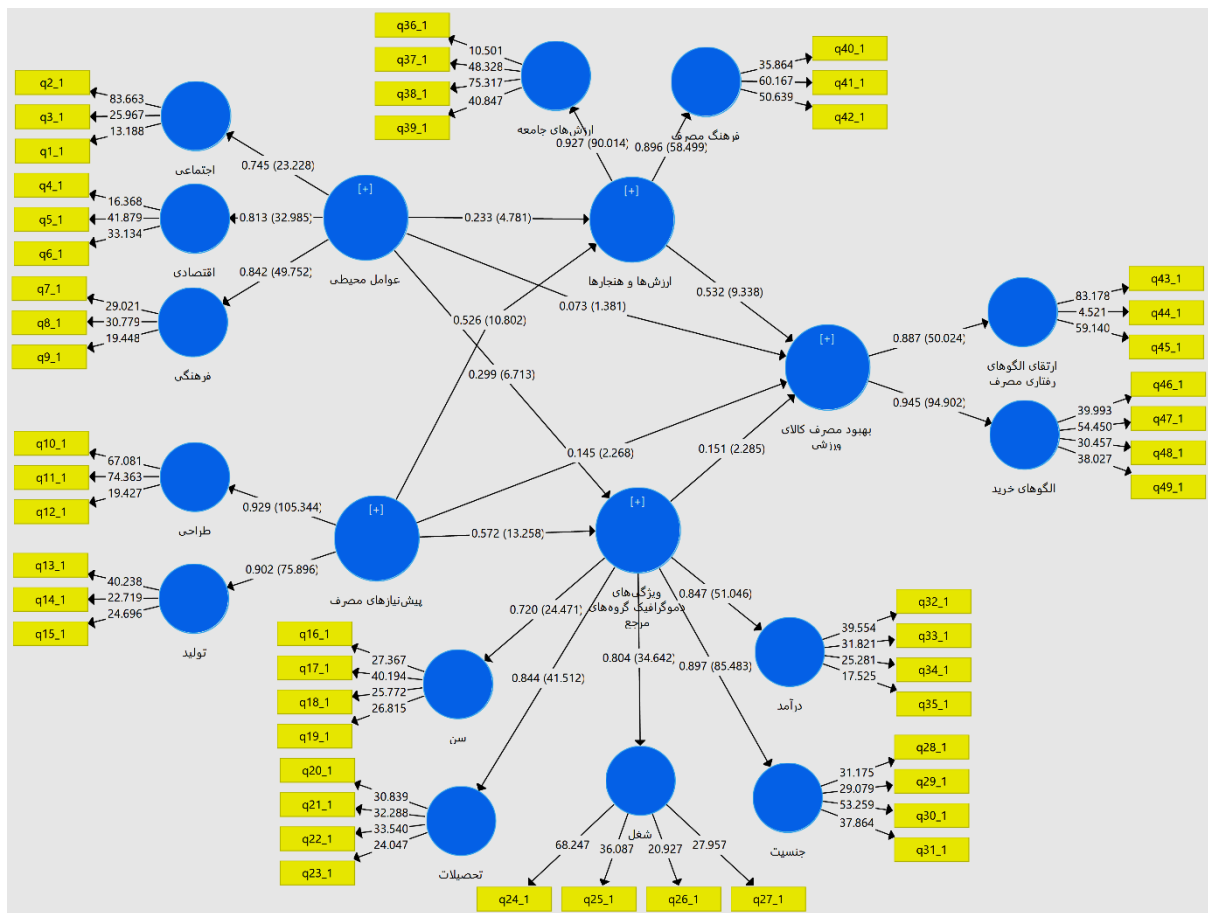 q36_1
q37_1
q38_1
q39_1
10.501
48.328
75.317
40.847
ارزش‌های جامعه
0.927 (90.014)
q40_1
q41_1
q42_1
35.864
60.167
50.639
فرهنگ مصرف
0.896 (58.499)
q2_1
q3_1
q1_1
83.663
25.967
13.188
اجتماعی
0.745 (23.228)
q4_1
q5_1
q6_1
16.368
41.879
33.134
اقتصادی
0.813 (32.985)
q7_1
q8_1
q9_1
29.021
30.779
19.448
فرهنگی
0.842 (49.752)
[+]
عوامل محیطی
0.233 (4.781)
[+]
ارزش‌ها و هنجارها
0.073 (1.381)
0.532 (9.338)
0.526 (10.802)
0.299 (6.713)
[+]
بهبود مصرف کالای
ورزشی
0.887 (50.024)
0.945 (94.902)
q43_1
q44_1
q45_1
83.178
4.521
59.140
ارتقای الگوهای
رفتاری مصرف
q46_1
q47_1
q48_1
q49_1
39.993
54.450
30.457
38.027
الگوهای خرید
q10_1
q11_1
q12_1
67.081
74.363
19.427
طراحی
0.929 (105.344)
q13_1
q14_1
q15_1
40.238
22.719
24.696
تولید
0.902 (75.896)
[+]
پیش‌نیازهای مصرف
0.145 (2.268)
0.572 (13.258)
0.151 (2.285)
[+]
ویژگی‌های
دموگرافیک گروه‌های
مرجع
0.720 (24.471)
0.844 (41.512)
0.804 (34.642)
0.897 (85.483)
0.847 (51.046)
q16_1
q17_1
q18_1
q19_1
27.367
40.194
25.772
26.815
سن
q20_1
q21_1
q22_1
q23_1
30.839
32.288
33.540
24.047
تحصیلات
شغل
68.247
36.087
20.927
27.957
q24_1
q25_1
q26_1
q27_1
q32_1
q33_1
q34_1
q35_1
39.554
31.821
25.281
17.525
درآمد
q28_1
q29_1
q30_1
q31_1
31.175
29.079
53.259
37.864
جنسیت